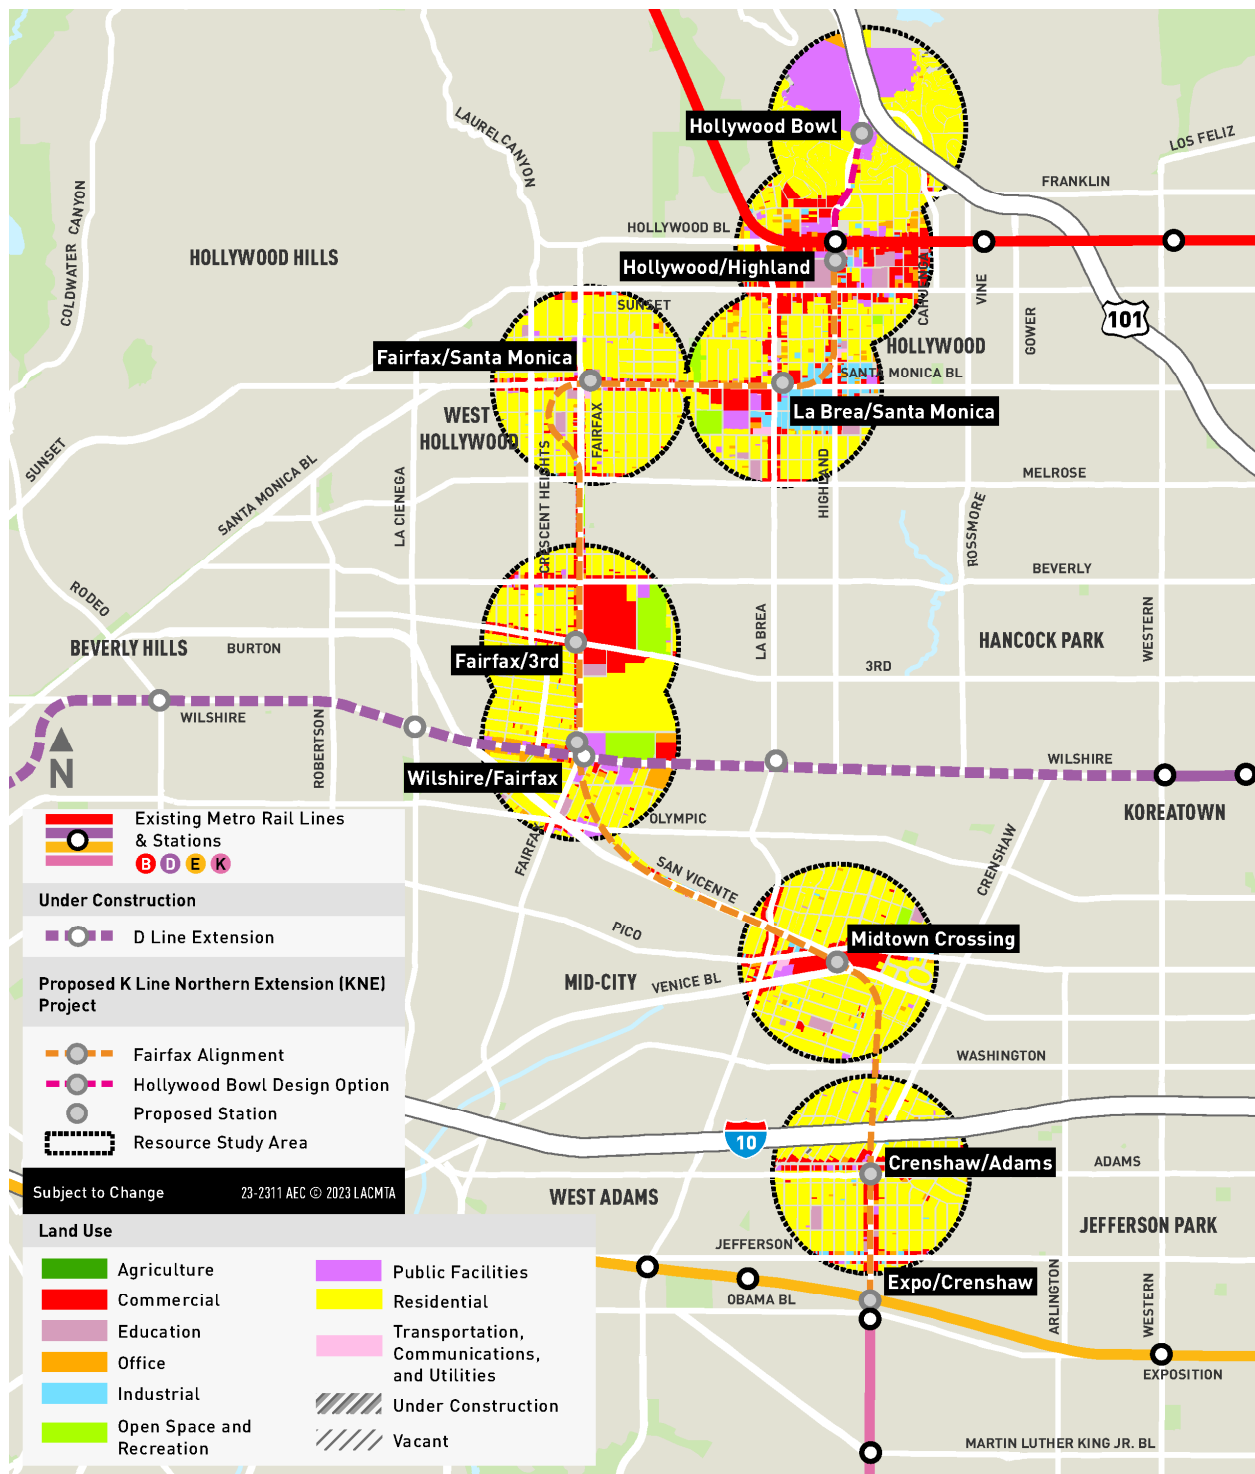 Hollywood Bowl
LAUREL CANYON
LOS FELIZ
FRANKLIN
COLDWATER CANYON
HOLLYWOOD BL
HOLLYWOOD HILLS
Hollywood/Highland
CAHUENGA
VINE
GOWER
101
SUNSET
HOLLYWOOD
Fairfax/Santa Monica
SANTA MONICA BL
La Brea/Santa Monica
WEST
HOLLYWOOD
FAIRFAX
SUNSET
SANTA MONICA BL
LA CIENEGA
CRESCENT HEIGHTS
HIGHLAND
MELROSE
ROSSMORE
BEVERLY
RODEO
LA BREA
WESTERN
BEVERLY HILLS
BURTON
HANCOCK PARK
Fairfax/3rd
3RD
WILSHIRE
ROBERTSON
N
WILSHIRE
Wilshire/Fairfax
KOREATOWN
OLYMPIC
FAIRFAX
SAN VICENTE
CRENSHAW
PICO
Midtown Crossing
MID-CITY
VENICE BL
WASHINGTON
10
Crenshaw/Adams
ADAMS
WEST ADAMS
JEFFERSON PARK
JEFFERSON
Expo/Crenshaw
OBAMA BL
ARLINGTON
WESTERN
EXPOSITION
MARTIN LUTHER KING JR. BL
Existing Metro Rail Lines
& Stations
B D E K
Under Construction
D Line Extension
Proposed K Line Northern Extension (KNE)
Project
Fairfax Alignment
Hollywood Bowl Design Option
Proposed Station
Resource Study Area
Subject to Change
23-2311 AEC © 2023 LACMTA
Land Use
Agriculture
Commercial
Education
Office
Industrial
Open Space and
Recreation
Public Facilities
Residential
Transportation,
Communications,
and Utilities
Under Construction
Vacant